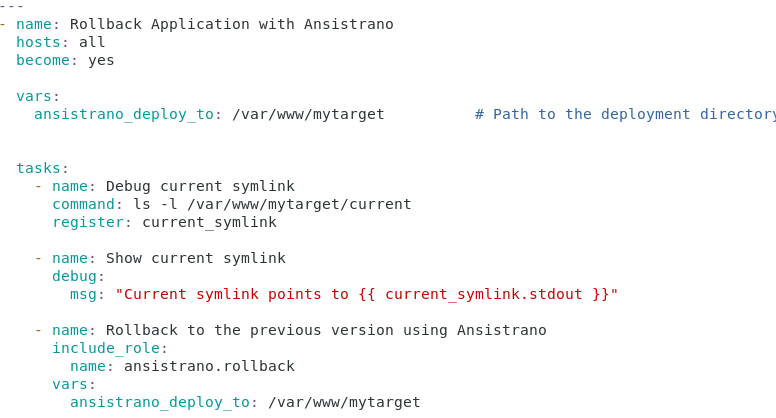 ---
- name: Rollback Application with Ansistrano
  hosts: all
  become: yes

  vars:
    ansistrano_deploy_to: /var/www/mytarget          # Path to the deployment directory

  tasks:
    - name: Debug current symlink
      command: ls -l /var/www/mytarget/current
      register: current_symlink

    - name: Show current symlink
      debug:
        msg: "Current symlink points to {{ current_symlink.stdout }}"

    - name: Rollback to the previous version using Ansistrano
      include_role:
        name: ansistrano.rollback
      vars:
        ansistrano_deploy_to: /var/www/mytarget